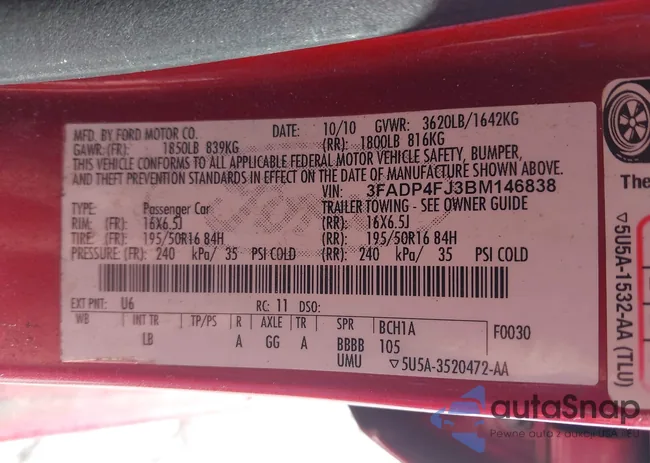 MFD. BY FORD MOTOR CO.
DATE: 10/10 GVWR: 3620LB/1642KG
GAWR: (FR): 1850LB 839KG (RR): 1800LB 816KG
THIS VEHICLE CONFORMS TO ALL APPLICABLE FEDERAL MOTOR VEHICLE SAFETY, BUMPER,
AND THEFT PREVENTION STANDARDS IN EFFECT ON THE DATE OF MANUFACTURE SHOWN ABOVE.
VIN: 3FADP4FJ3BM146838
TYPE: Passenger Car TRAILER TOWING - SEE OWNER GUIDE
RIM: (FR): 16X6.5J (RR): 16X6.5J
TIRE: (FR): 195/50R16 84H (RR): 195/50R16 84H
PRESSURE: (FR): 240 kPa/ 35 PSI COLD (RR): 240 kPa/ 35 PSI COLD
EXT PNT: U6 RC: 11 DSO:
WB INT TR TP/PS R AXLE TR SPR BCH1A F0030
LB A GG A BBBB 105
UMU ▽5U5A-3520472-AA
The
▽5U5A-1532-AA (TLU)
autaSnap
Pewne auto z aukcji USA, EU